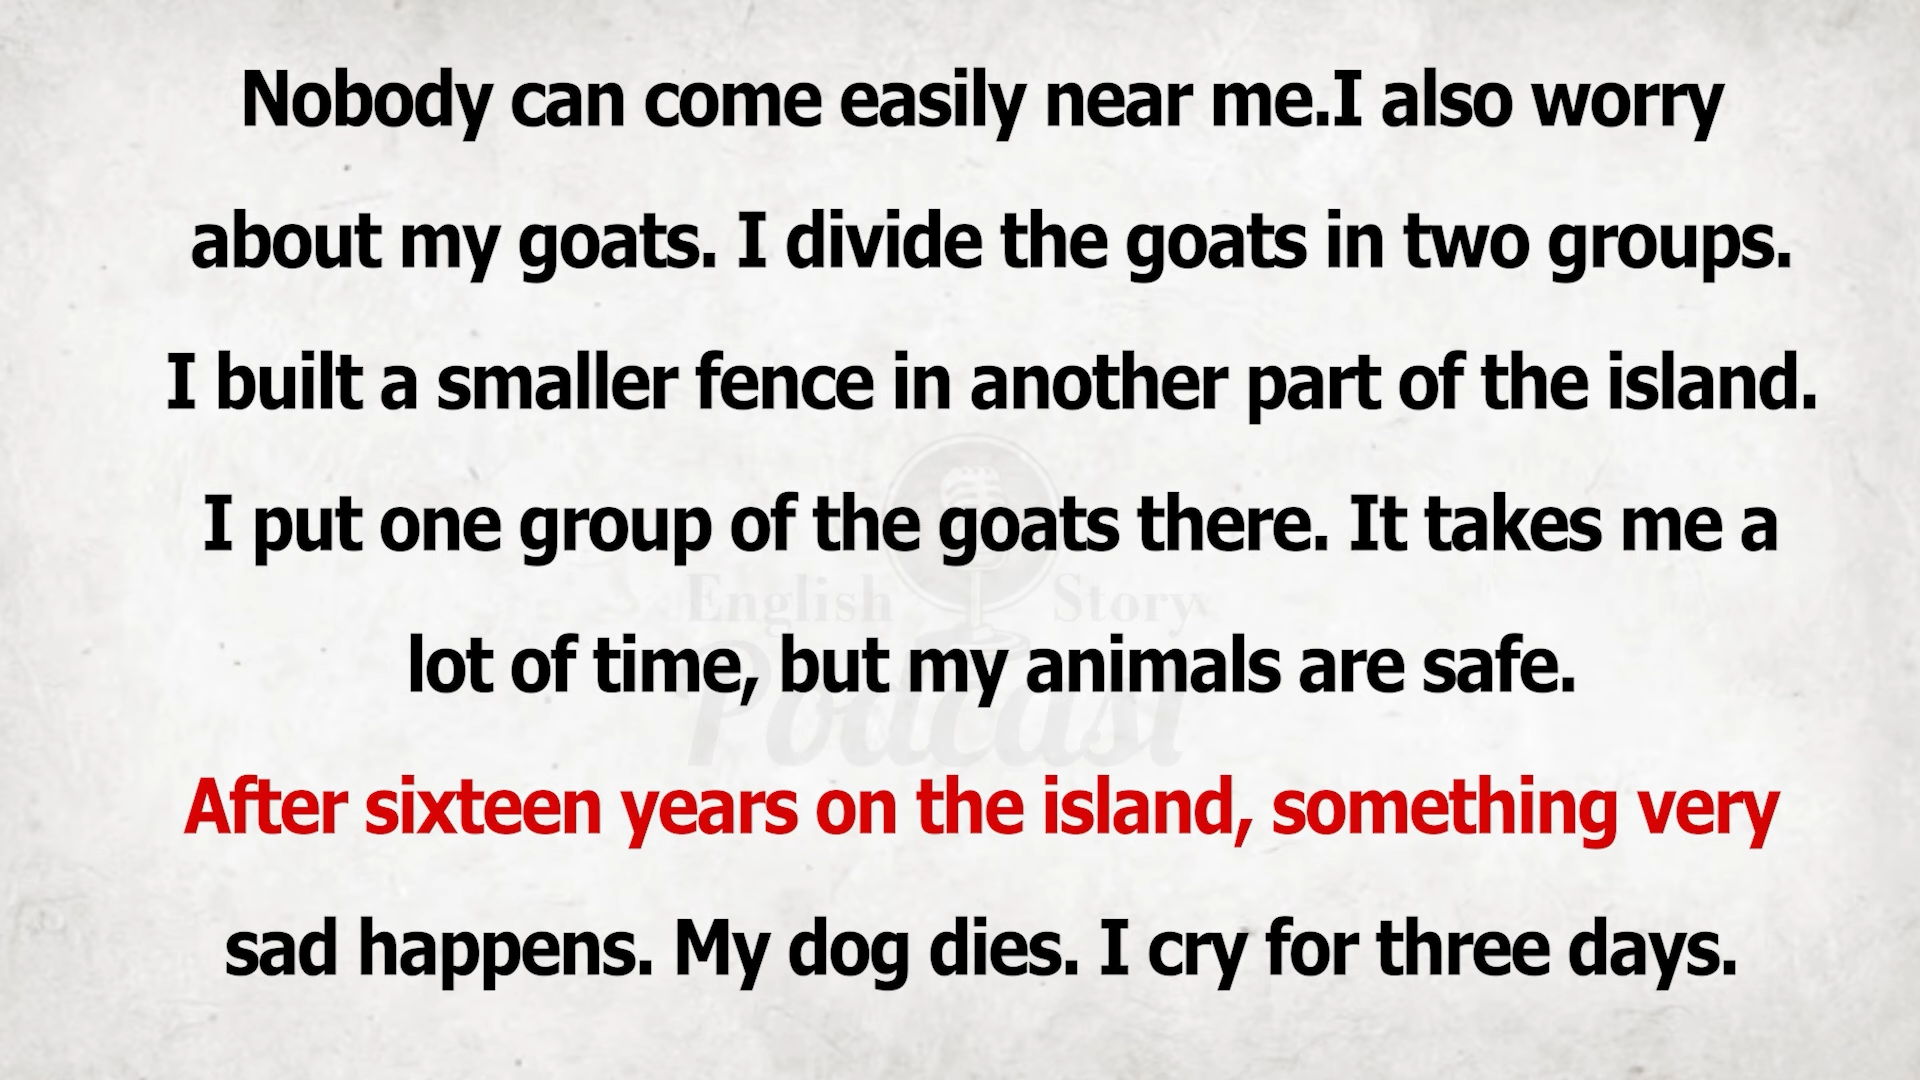 Nobody can come easily near me.I also worry
about my goats. I divide the goats in two groups.
I built a smaller fence in another part of the island.
I put one group of the goats there. It takes me a
English Story
lot of time, but my animals are safe.
Podcast
After sixteen years on the island, something very
sad happens. My dog dies. I cry for three days.